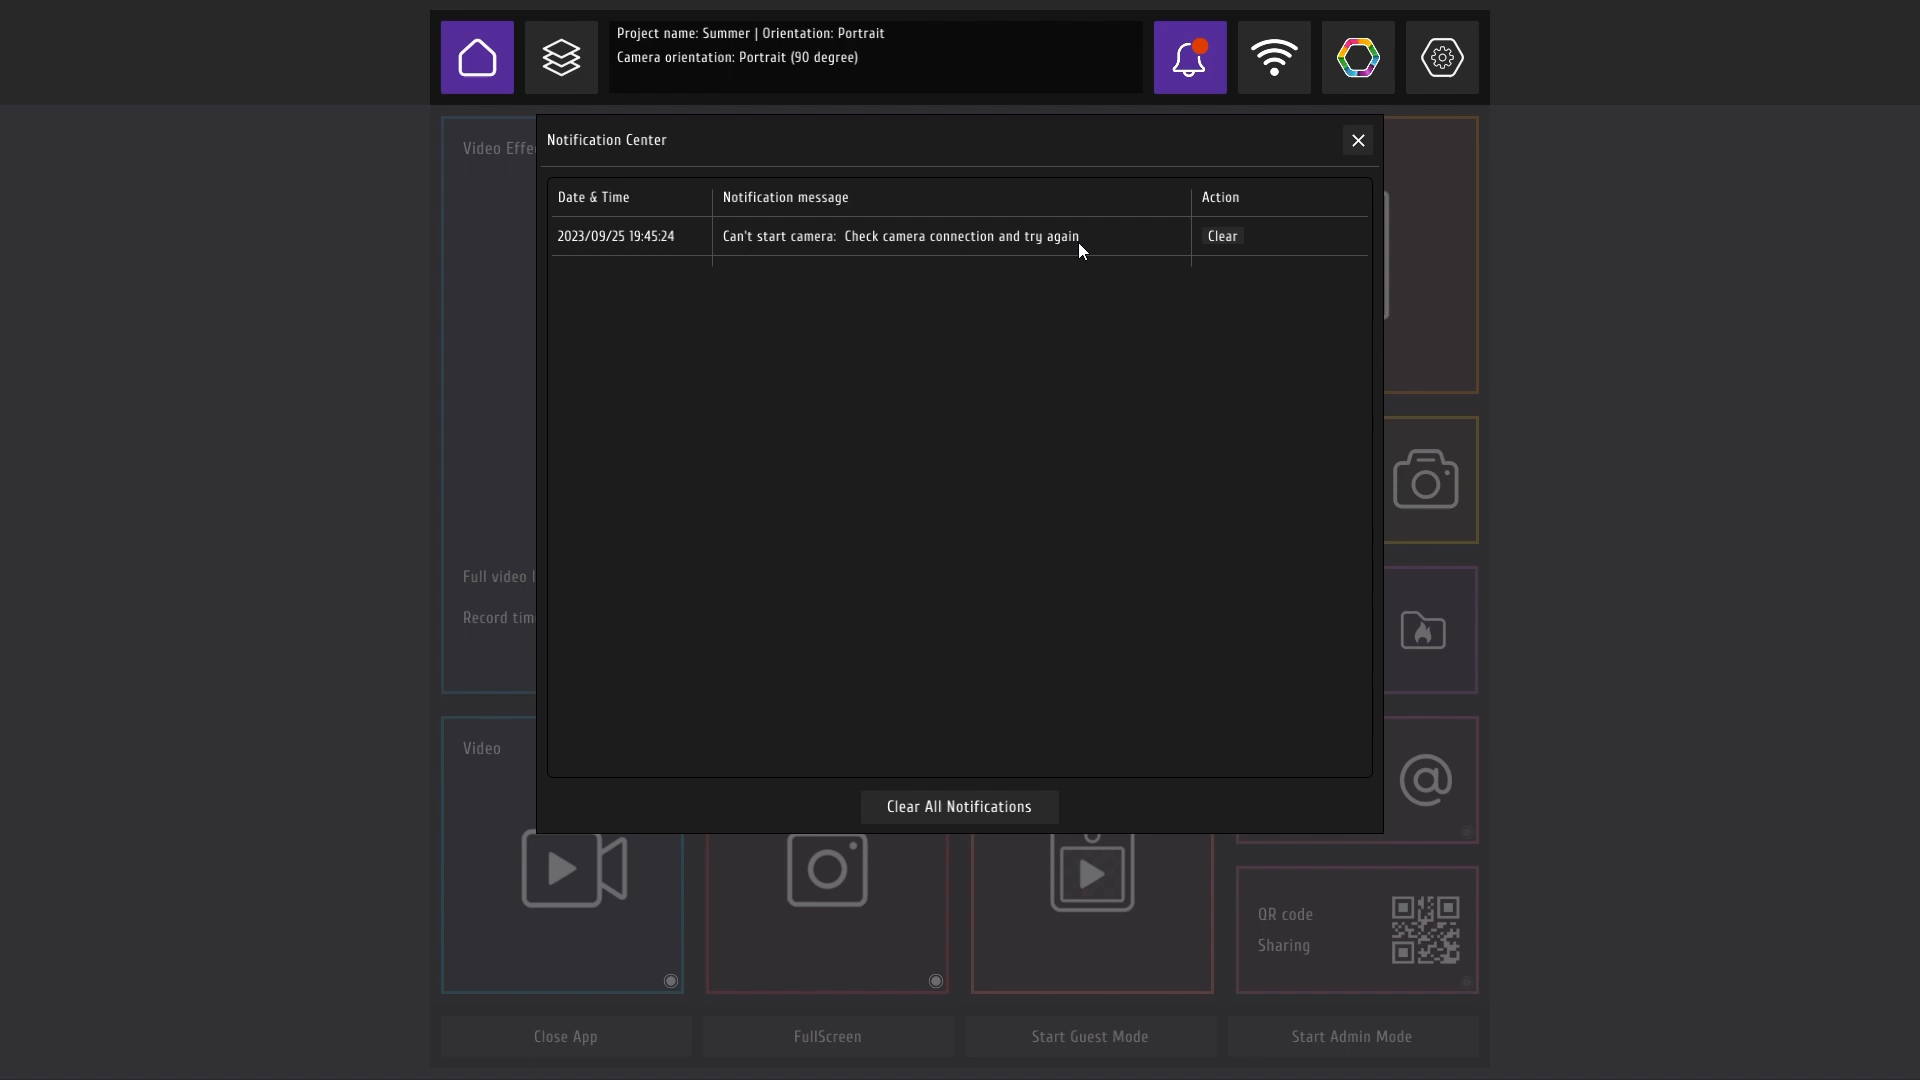 Project name: Summer | Orientation: Portrait
Camera orientation: Portrait (90 degree)
Notification Center
Date & Time
Notification message
Action
2023/09/25 19:45:24
Can't start camera:  Check camera connection and try again
Clear
Clear All Notifications
Video Effe
Full video
Record tim
Video
QR code
Sharing
Close App
FullScreen
Start Guest Mode
Start Admin Mode